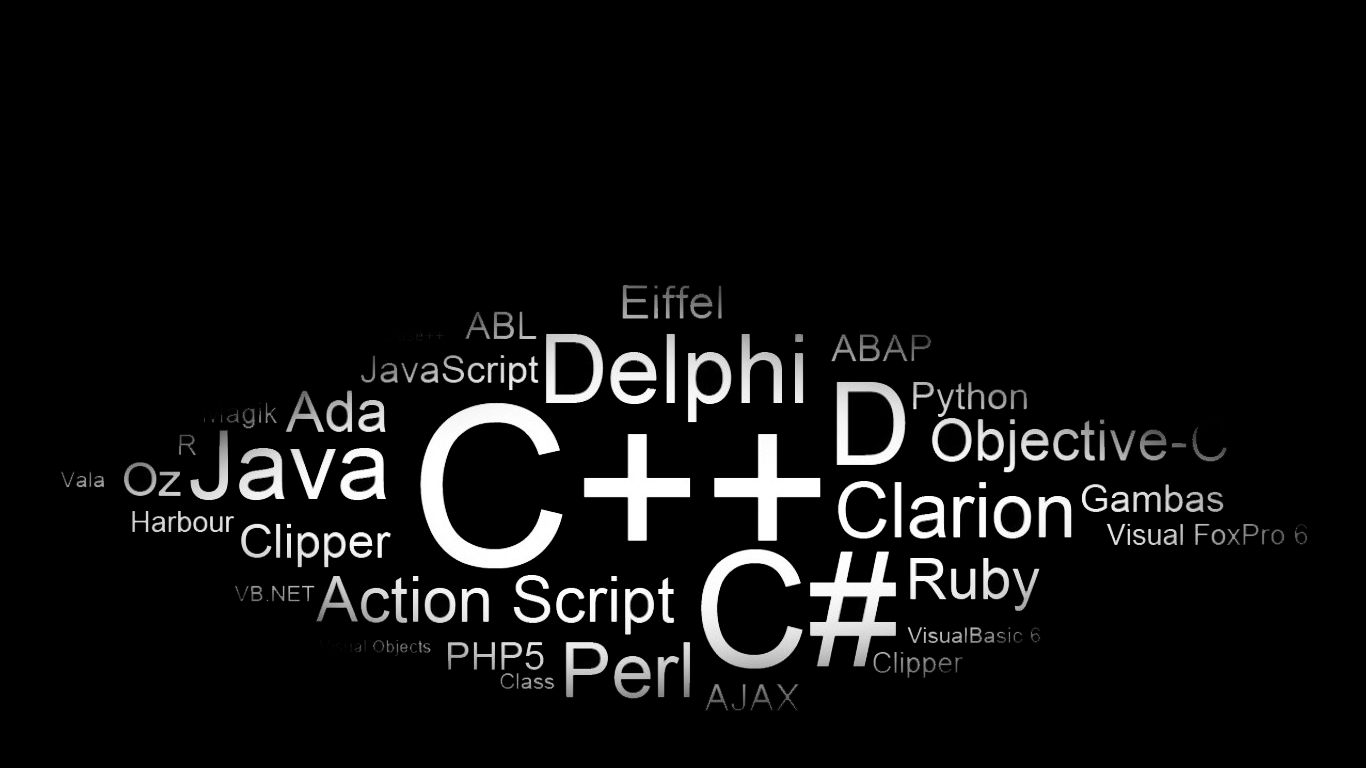 Eiffel
ABL
Delphi
ABAP
JavaScript
Python
Magik
Ada
D
Objective-C
R
Java
C++
Vala
Oz
Clarion
Gambas
Harbour
Visual FoxPro 6
Clipper
C#
Ruby
VB.NET
Action Script
VisualBasic 6
Visual Objects
PHP5
Perl
Clipper
Class
AJAX